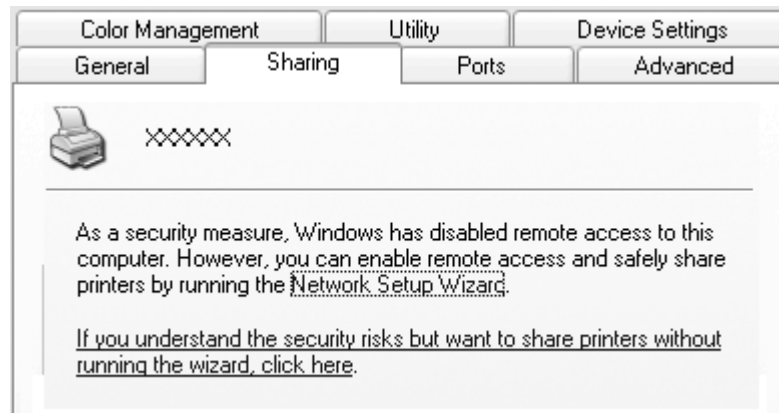 Color Management Utility Device Settings
General Sharing Ports Advanced
XXXXXXX
As a security measure, Windows has disabled remote access to this
computer. However, you can enable remote access and safely share
printers by running the Network Setup Wizard.
If you understand the security risks but want to share printers without
running the wizard, click here.